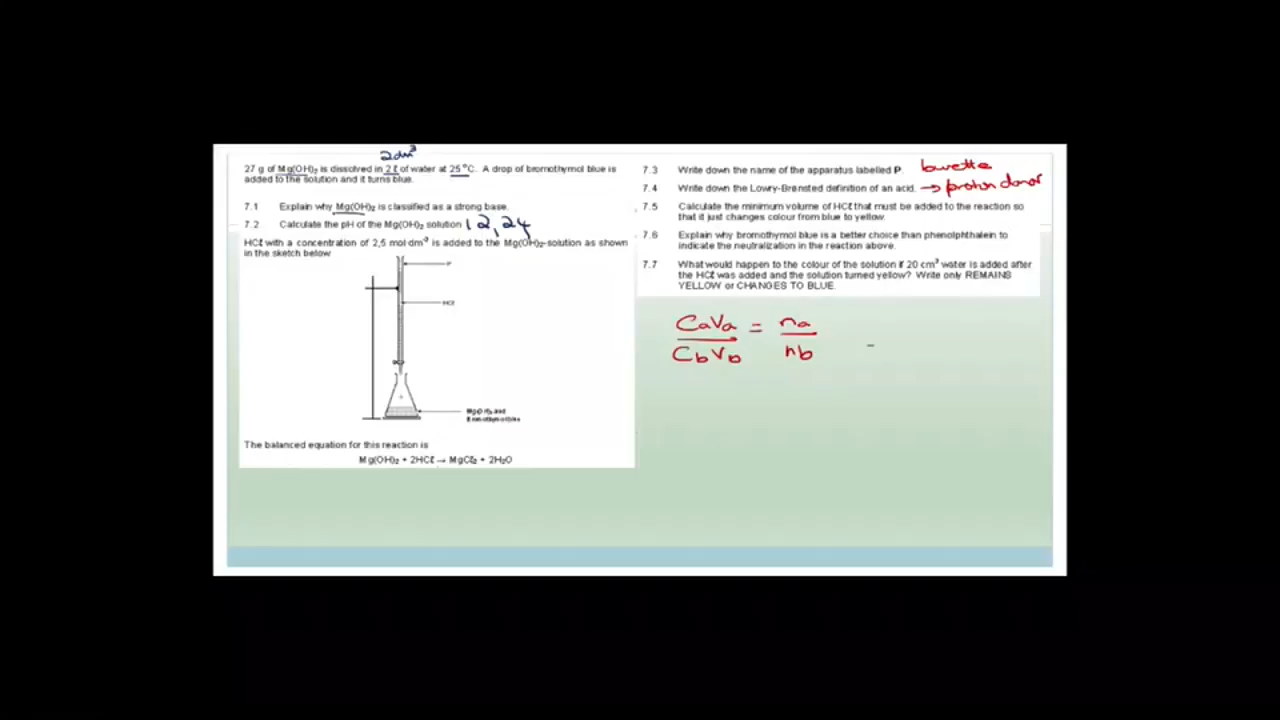 2dm³
27 g of Mg(OH)₂ is dissolved in 2 ℓ of water at 25 °C. A drop of bromothymol blue is
added to the solution and it turns blue.
7.1 Explain why Mg(OH)₂ is classified as a strong base.
7.2 Calculate the pH of the Mg(OH)₂ solution 12,24
HCℓ with a concentration of 2,5 mol·dm⁻³ is added to the Mg(OH)₂-solution as shown
in the sketch below
P
HCℓ
Mg(OH)₂ and
Bromothymol blue
The balanced equation for this reaction is
Mg(OH)₂ + 2HCℓ → MgCℓ₂ + 2H₂O
7.3 Write down the name of the apparatus labelled P. burette
7.4 Write down the Lowry-Brønsted definition of an acid. → proton donor
7.5 Calculate the minimum volume of HCℓ that must be added to the reaction so
that it just changes colour from blue to yellow.
7.6 Explain why bromothymol blue is a better choice than phenolphthalein to
indicate the neutralization in the reaction above.
7.7 What would happen to the colour of the solution if 20 cm³ water is added after
the HCℓ was added and the solution turned yellow? Write only REMAINS
YELLOW or CHANGES TO BLUE.
CaVa = na
CbVb nb